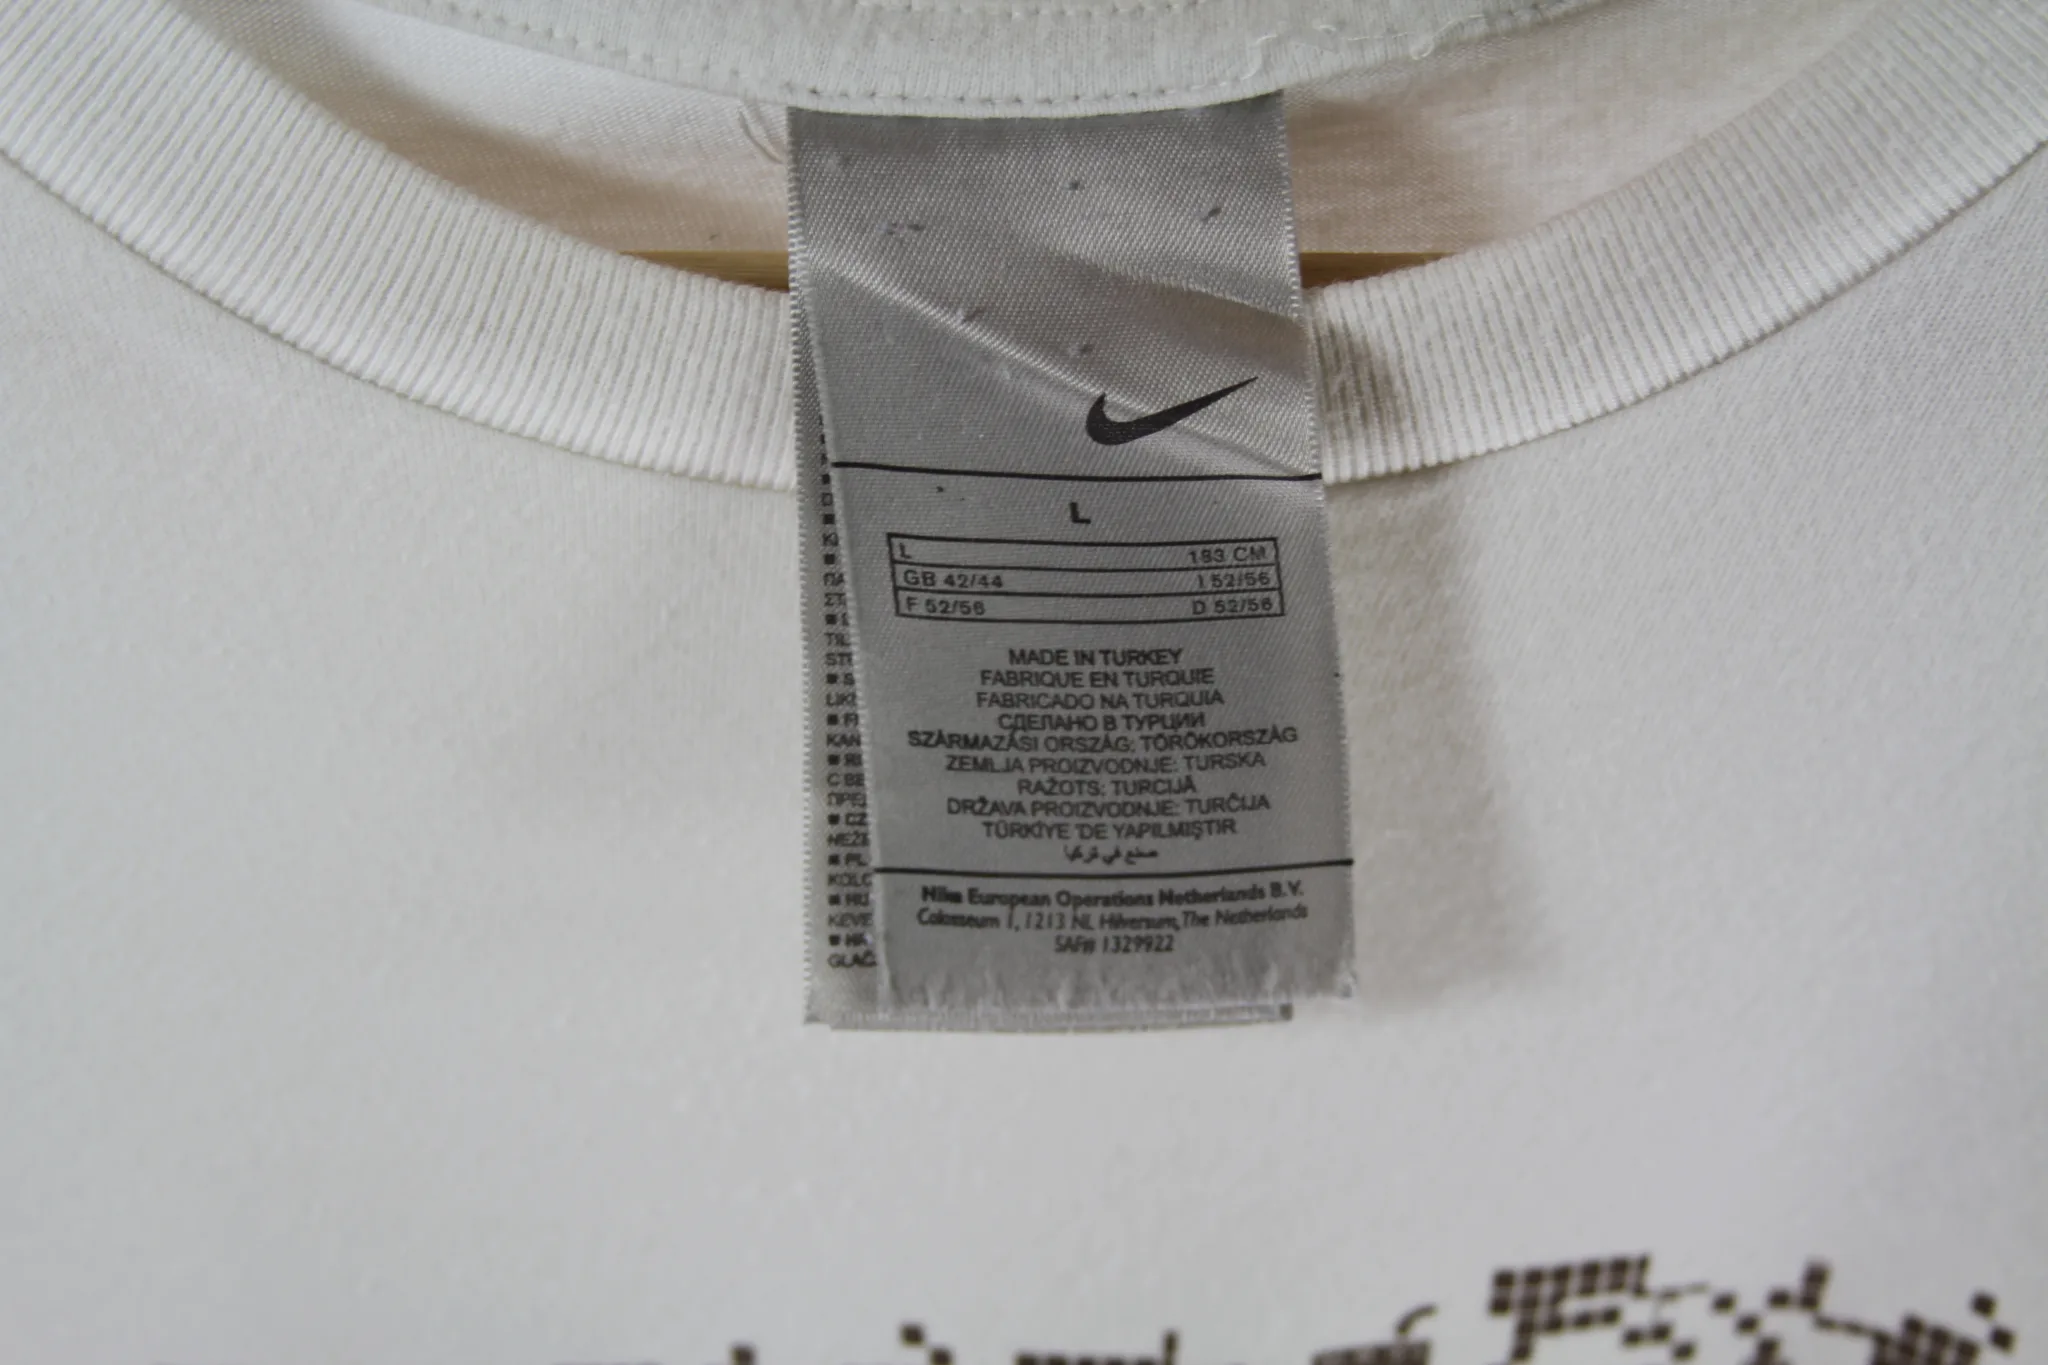 L
L 183 CM
GB 42/44 I 52/56
F 52/56 D 52/56
MADE IN TURKEY
FABRIQUE EN TURQUIE
FABRICADO NA TURQUIA
СДЕЛАНО В ТУРЦИИ
SZÁRMAZÁSI ORSZÁG: TÖRÖKORSZÁG
ZEMLJA PROIZVODNJE: TURSKA
RAŽOTS: TURCIJĀ
DRŽAVA PROIZVODNJE: TURČIJA
TÜRKİYE 'DE YAPILMIŞTIR
صنع في تركيا
Nike European Operations Netherlands B.V.
Colosseum 1, 1213 NL Hilversum, The Netherlands
SAF# 1329922